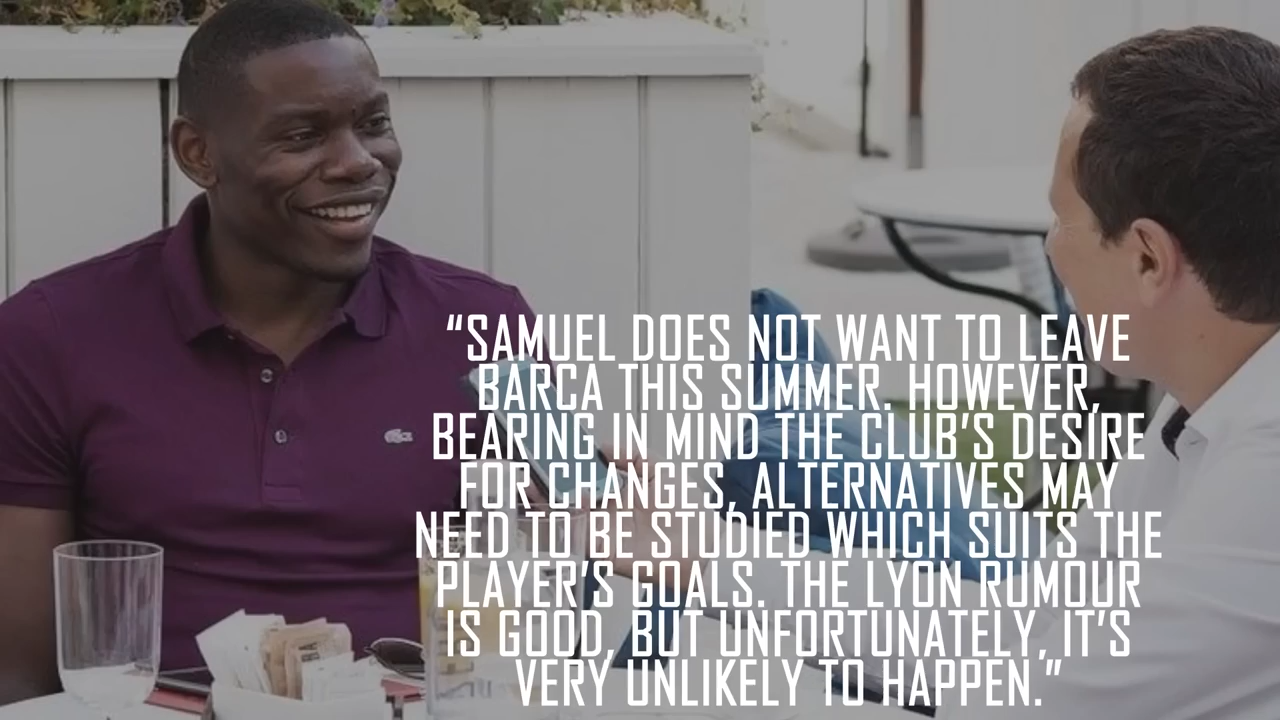 “SAMUEL DOES NOT WANT TO LEAVE
BARCA THIS SUMMER. HOWEVER,
BEARING IN MIND THE CLUB’S DESIRE
FOR CHANGES, ALTERNATIVES MAY
NEED TO BE STUDIED WHICH SUITS THE
PLAYER’S GOALS. THE LYON RUMOUR
IS GOOD, BUT UNFORTUNATELY, IT’S
VERY UNLIKELY TO HAPPEN.”